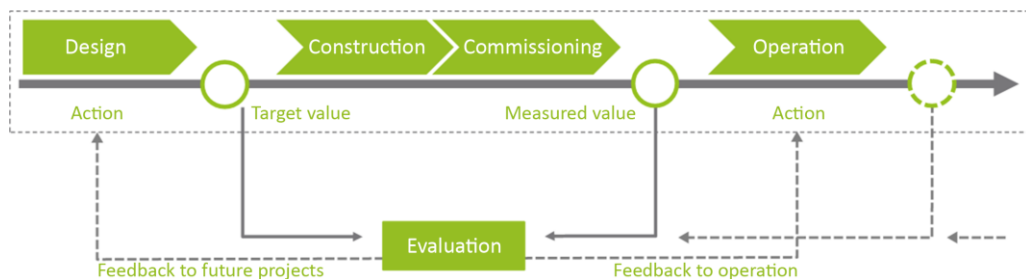 Design
Construction
Commissioning
Operation
Action
Target value
Measured value
Action
Evaluation
Feedback to future projects
Feedback to operation